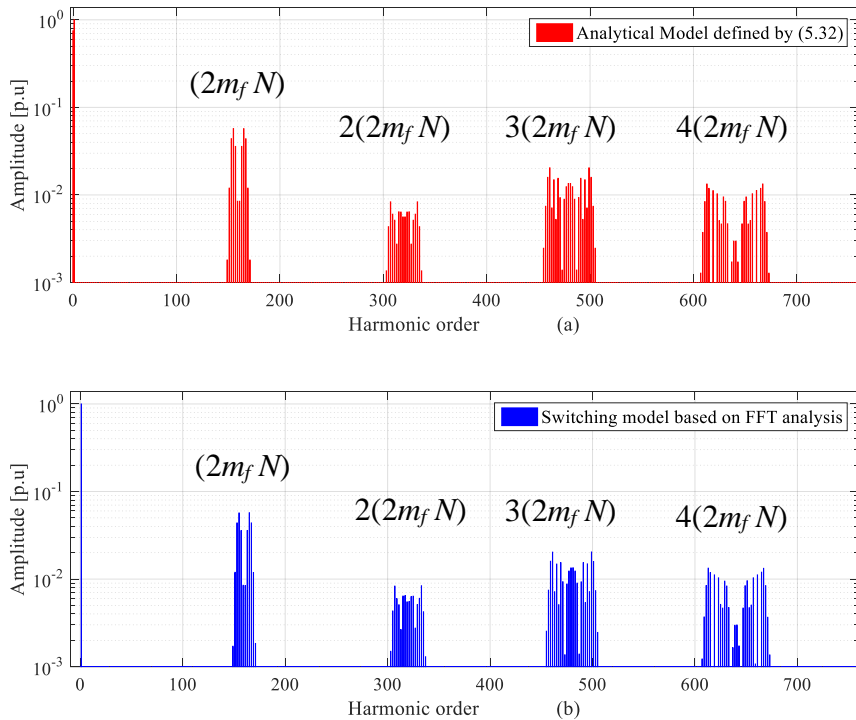 Analytical Model defined by (5.32)
Amplitude [p.u]
10^0
10^-1
10^-2
10^-3
(2m_f N)
2(2m_f N)
3(2m_f N)
4(2m_f N)
0 100 200 300 400 500 600 700
Harmonic order (a)
Switching model based on FFT analysis
Amplitude [p.u]
10^0
10^-1
10^-2
10^-3
(2m_f N)
2(2m_f N)
3(2m_f N)
4(2m_f N)
0 100 200 300 400 500 600 700
Harmonic order (b)